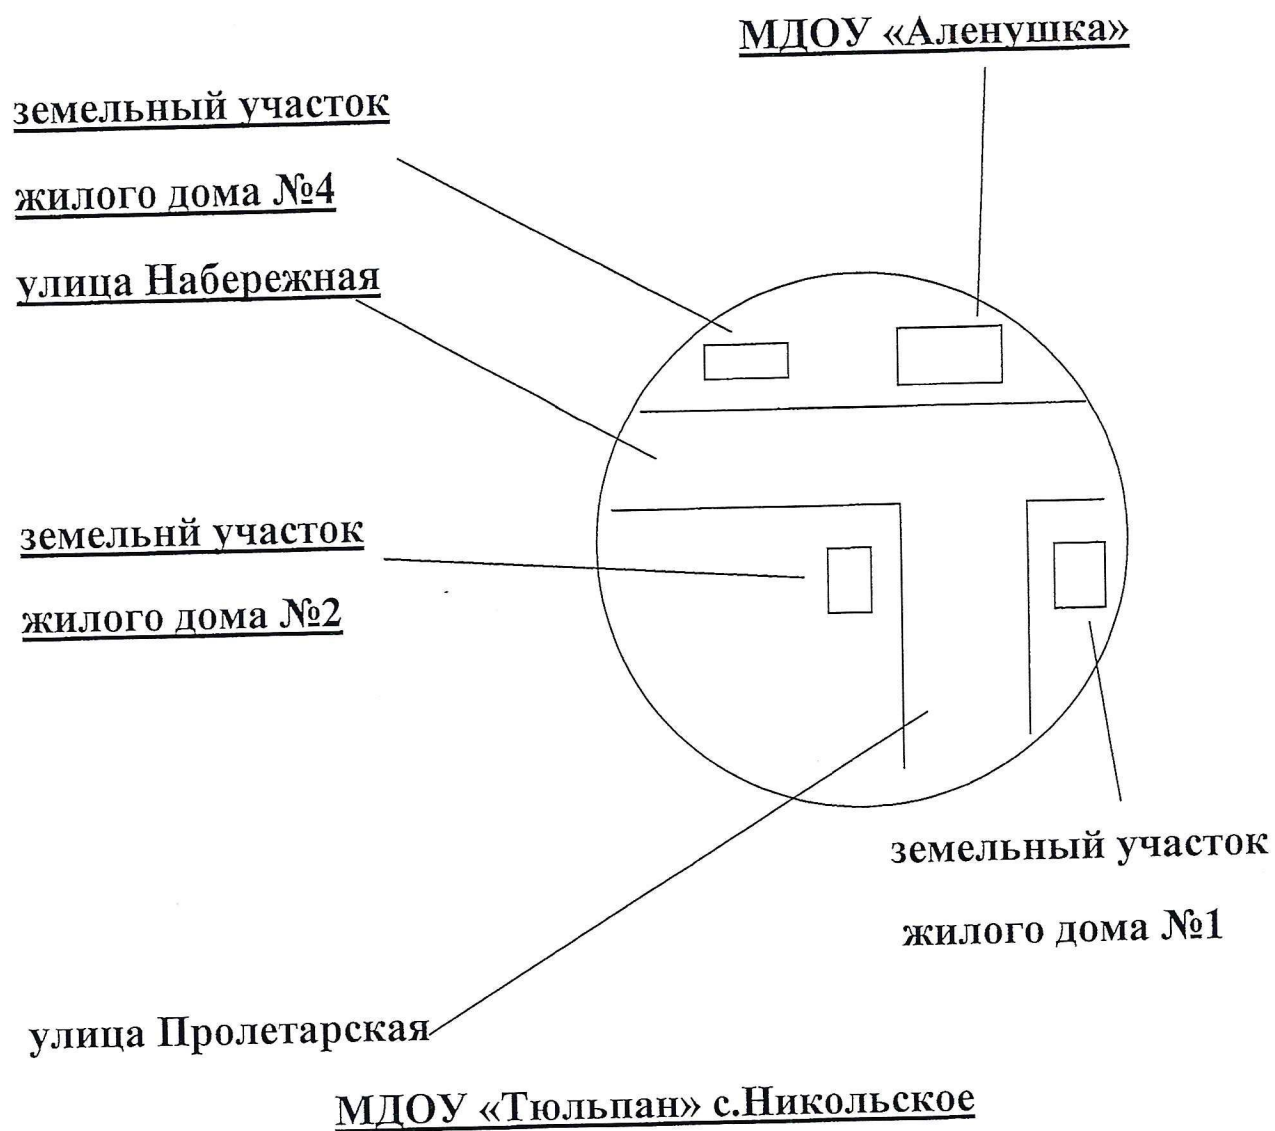 МДОУ «Аленушка»
земельный участок
жилого дома №4
улица Набережная
земельнй участок
жилого дома №2
земельный участок
жилого дома №1
улица Пролетарская
МДОУ «Тюльпан» с.Никольское